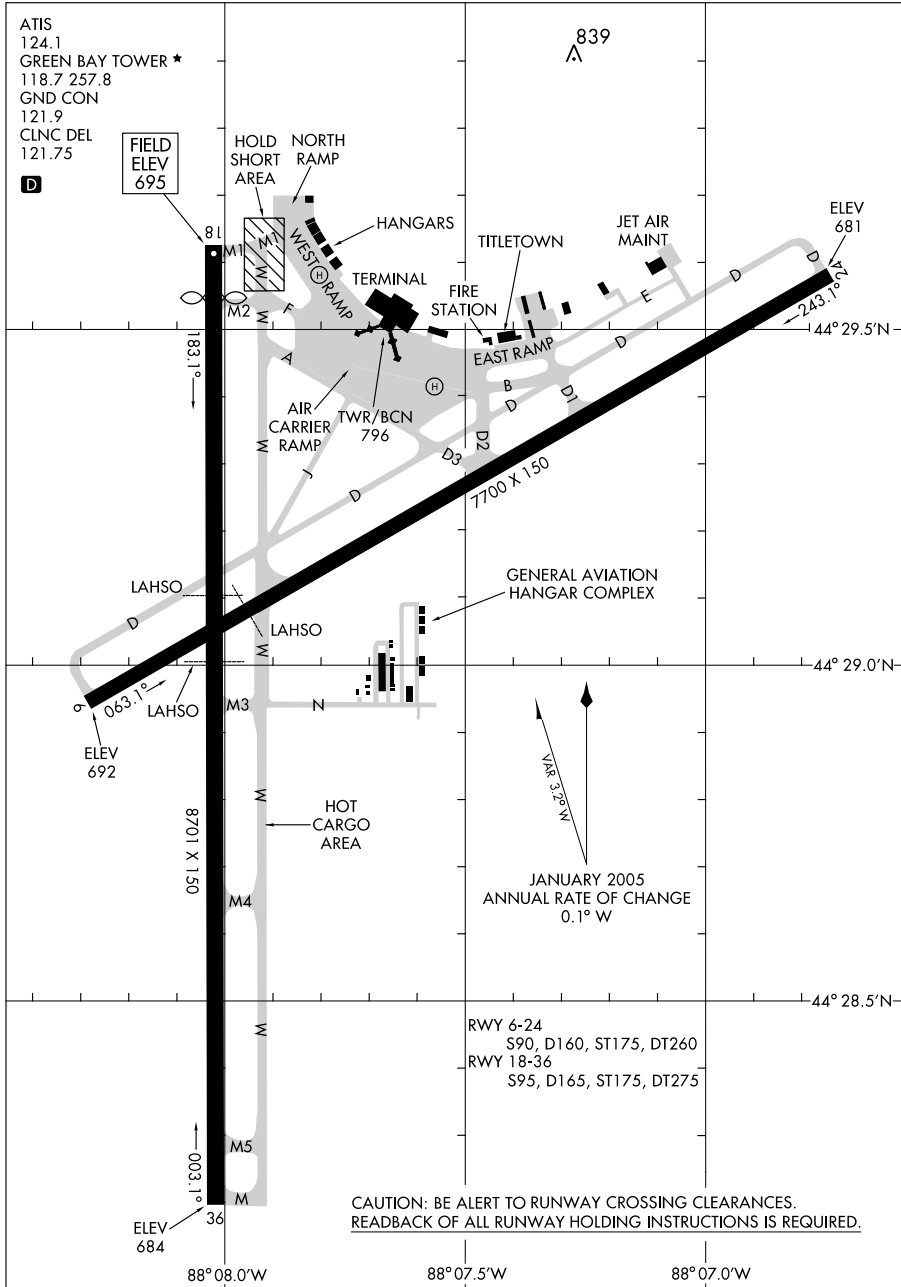 ATIS
124.1
GREEN BAY TOWER ★
118.7 257.8
GND CON
121.9
CLNC DEL
121.75
D
839
FIELD
ELEV
695
HOLD
SHORT
AREA
NORTH
RAMP
HANGARS
WEST RAMP
H
TERMINAL
TITLETOWN
JET AIR
MAINT
ELEV
681
FIRE
STATION
EAST RAMP
18
M1
M1
M
M2
M
F
A
E
D
D
D
24
243.1°
44° 29.5'N
183.1°
AIR
CARRIER
RAMP
TWR/BCN
796
H
B
D
D1
D2
D3
M
J
D
7700 X 150
LAHSO
LAHSO
LAHSO
D
M
GENERAL AVIATION
HANGAR COMPLEX
44° 29.0'N
063.1°
6
ELEV
692
M3
N
M
HOT
CARGO
AREA
VAR 3.2° W
JANUARY 2005
ANNUAL RATE OF CHANGE
0.1° W
8701 X 150
M4
M
44° 28.5'N
RWY 6-24
S90, D160, ST175, DT260
RWY 18-36
S95, D165, ST175, DT275
003.1°
M5
M
36
ELEV
684
CAUTION: BE ALERT TO RUNWAY CROSSING CLEARANCES.
READBACK OF ALL RUNWAY HOLDING INSTRUCTIONS IS REQUIRED.
88° 08.0'W
88° 07.5'W
88° 07.0'W